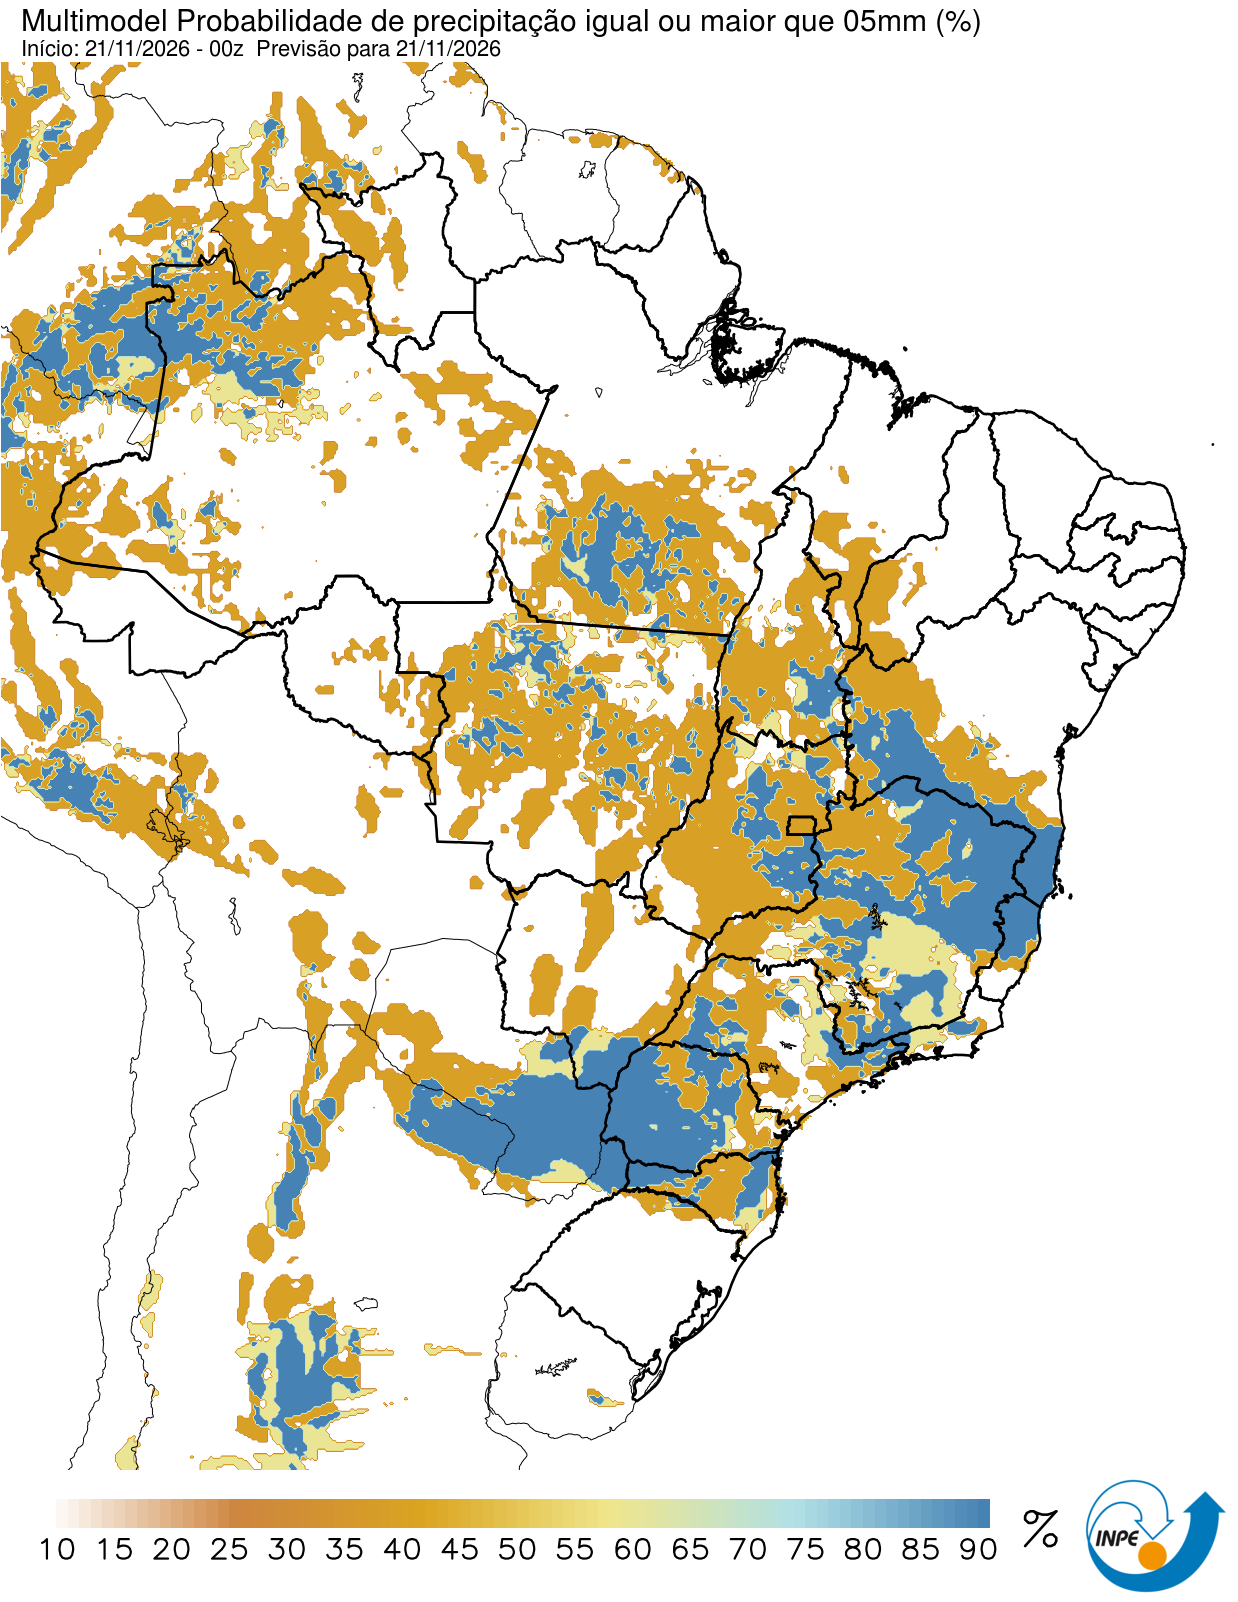 Multimodel Probabilidade de precipitação igual ou maior que 05mm (%)
Início: 21/11/2026 - 00z  Previsão para 21/11/2026
10 15 20 25 30 35 40 45 50 55 60 65 70 75 80 85 90 %
INPE